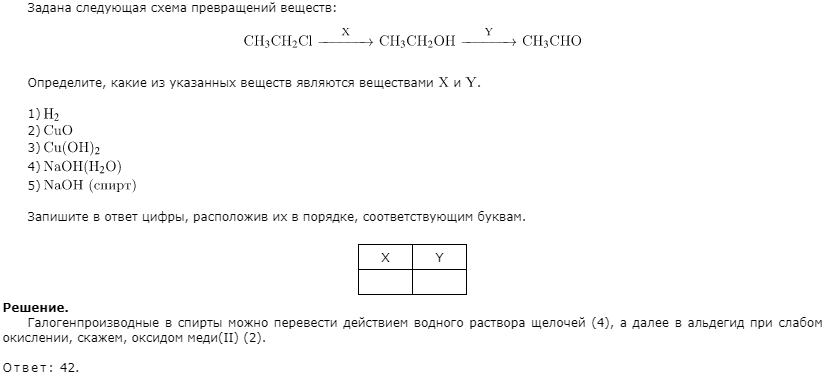 Задана следующая схема превращений веществ:
X Y
CH₃CH₂Cl ⟶ CH₃CH₂OH ⟶ CH₃CHO
Определите, какие из указанных веществ являются веществами X и Y.
1) H₂
2) CuO
3) Cu(OH)₂
4) NaOH(H₂O)
5) NaOH (спирт)
Запишите в ответ цифры, расположив их в порядке, соответствующим буквам.
X Y
Решение.
Галогенпроизводные в спирты можно перевести действием водного раствора щелочей (4), а далее в альдегид при слабом
окислении, скажем, оксидом меди(II) (2).
Ответ: 42.